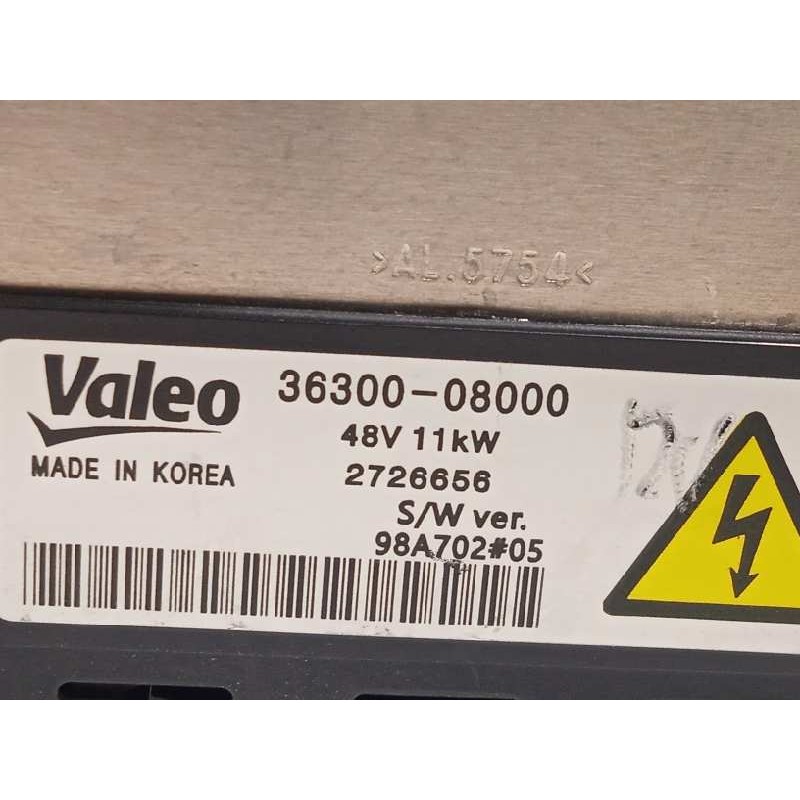 >AL.5754<
Valeo
36300-08000
48V 11kW
MADE IN KOREA
2726656
S/W ver.
98A702#05